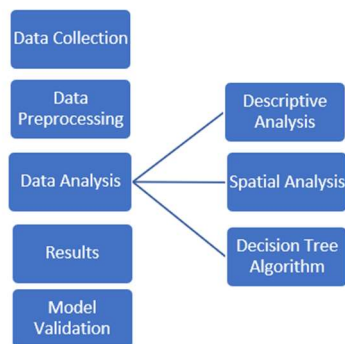 Data Collection
Data
Preprocessing
Data Analysis
Results
Model
Validation
Descriptive
Analysis
Spatial Analysis
Decision Tree
Algorithm